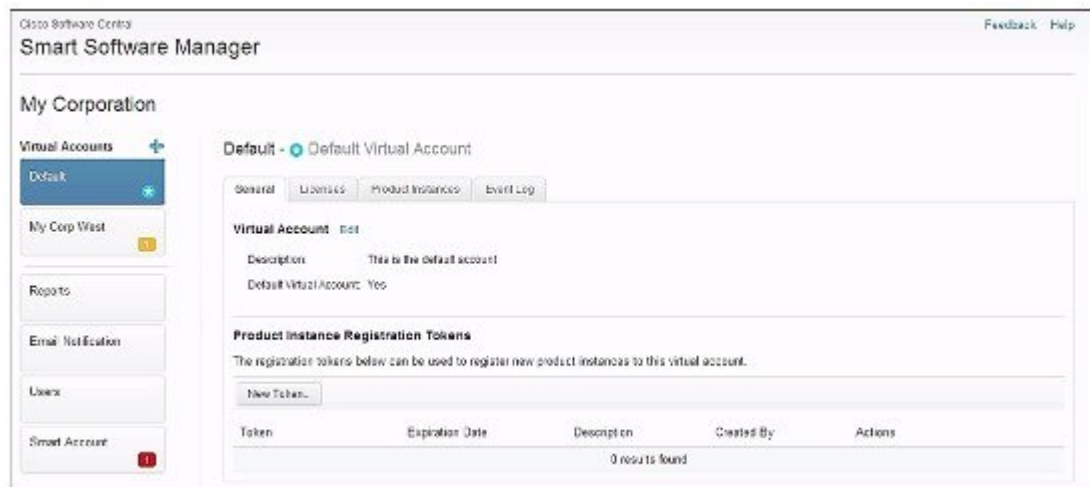 Cisco Software Central
Feedback Help
Smart Software Manager
My Corporation
Virtual Accounts
Default
My Corp West
1
Reports
Email Notification
Users
Smart Account
1
Default - Default Virtual Account
General Licenses Product Instances Event Log
Virtual Account Edit
Description: This is the default account
Default Virtual Account: Yes
Product Instance Registration Tokens
The registration tokens below can be used to register new product instances to this virtual account.
New Token...
Token Expiration Date Description Created By Actions
0 results found